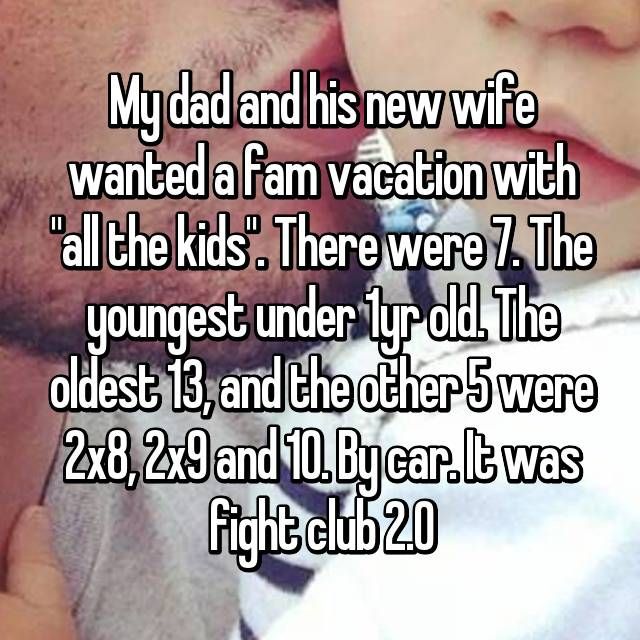 My dad and his new wife
wanted a fam vacation with
"all the kids". There were 7. The
youngest under 1yr old. The
oldest 13, and the other 5 were
2x8, 2x9 and 10. By car. It was
fight club 2.0